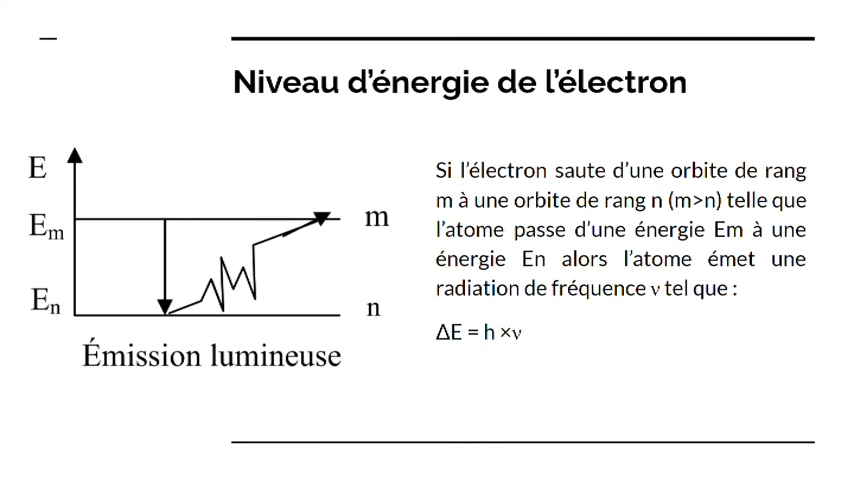 Niveau d'énergie de l'électron
E
Em
En
m
n
Émission lumineuse
Si l'électron saute d'une orbite de rang
m à une orbite de rang n (m>n) telle que
l'atome passe d'une énergie Em à une
énergie En alors l'atome émet une
radiation de fréquence ν tel que :
ΔE = h ×ν